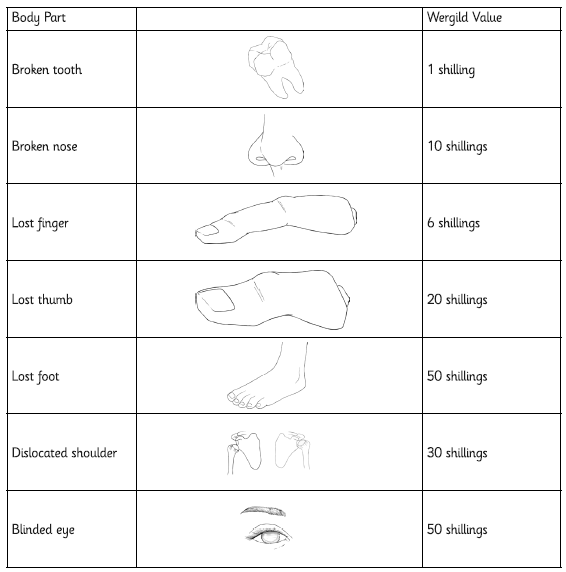 Body Part Wergild Value
Broken tooth 1 shilling
Broken nose 10 shillings
Lost finger 6 shillings
Lost thumb 20 shillings
Lost foot 50 shillings
Dislocated shoulder 30 shillings
Blinded eye 50 shillings